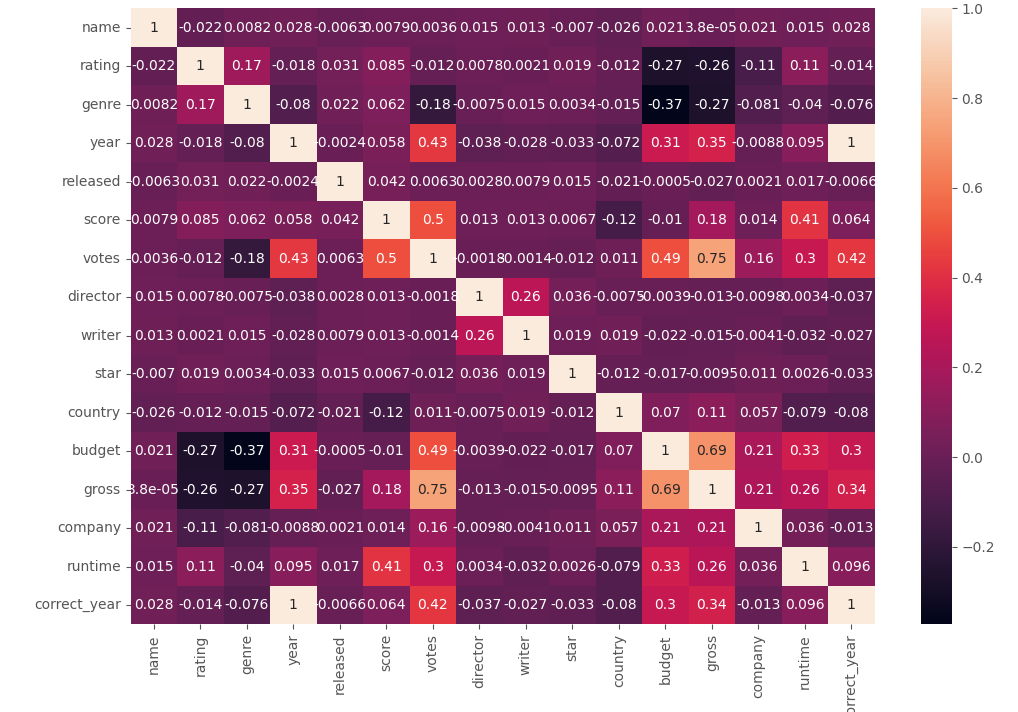 name 1 -0.022 0.0082 0.028 -0.0063 0.0079 0.0036 0.015 0.013 -0.007 -0.026 0.021 3.8e-05 0.021 0.015 0.028
rating -0.022 1 0.17 -0.018 0.031 0.085 -0.012 0.0078 0.0021 0.019 -0.012 -0.27 -0.26 -0.11 0.11 -0.014
genre 0.0082 0.17 1 -0.08 0.022 0.062 -0.18 -0.0075 0.015 0.0034 -0.015 -0.37 -0.27 -0.081 -0.04 -0.076
year 0.028 -0.018 -0.08 1 -0.0024 0.058 0.43 -0.038 -0.028 -0.033 -0.072 0.31 0.35 -0.0088 0.095 1
released -0.0063 0.031 0.022 -0.0024 1 0.042 0.0063 0.0028 0.0079 0.015 -0.021 -0.0005 -0.027 0.0021 0.017 -0.0066
score 0.0079 0.085 0.062 0.058 0.042 1 0.5 0.013 0.013 0.0067 -0.12 -0.01 0.18 0.014 0.41 0.064
votes 0.0036 -0.012 -0.18 0.43 0.0063 0.5 1 -0.0018 -0.0014 -0.012 0.011 0.49 0.75 0.16 0.3 0.42
director 0.015 0.0078 -0.0075 -0.038 0.0028 0.013 -0.0018 1 0.26 0.036 -0.0075 -0.0039 -0.013 -0.0098 0.0034 -0.037
writer 0.013 0.0021 0.015 -0.028 0.0079 0.013 -0.0014 0.26 1 0.019 0.019 -0.022 -0.015 -0.0041 -0.032 -0.027
star -0.007 0.019 0.0034 -0.033 0.015 0.0067 -0.012 0.036 0.019 1 -0.012 -0.017 -0.0095 0.011 0.0026 -0.033
country -0.026 -0.012 -0.015 -0.072 -0.021 -0.12 0.011 -0.0075 0.019 -0.012 1 0.07 0.11 0.057 -0.079 -0.08
budget 0.021 -0.27 -0.37 0.31 -0.0005 -0.01 0.49 -0.0039 -0.022 -0.017 0.07 1 0.69 0.21 0.33 0.3
gross 3.8e-05 -0.26 -0.27 0.35 -0.027 0.18 0.75 -0.013 -0.015 -0.0095 0.11 0.69 1 0.21 0.26 0.34
company 0.021 -0.11 -0.081 -0.0088 0.0021 0.014 0.16 -0.0098 -0.0041 0.011 0.057 0.21 0.21 1 0.036 -0.013
runtime 0.015 0.11 -0.04 0.095 0.017 0.41 0.3 0.0034 -0.032 0.0026 -0.079 0.33 0.26 0.036 1 0.096
correct_year 0.028 -0.014 -0.076 1 -0.0066 0.064 0.42 -0.037 -0.027 -0.033 -0.08 0.3 0.34 -0.013 0.096 1
name rating genre year released score votes director writer star country budget gross company runtime orrect_year
1.0
0.8
0.6
0.4
0.2
0.0
−0.2